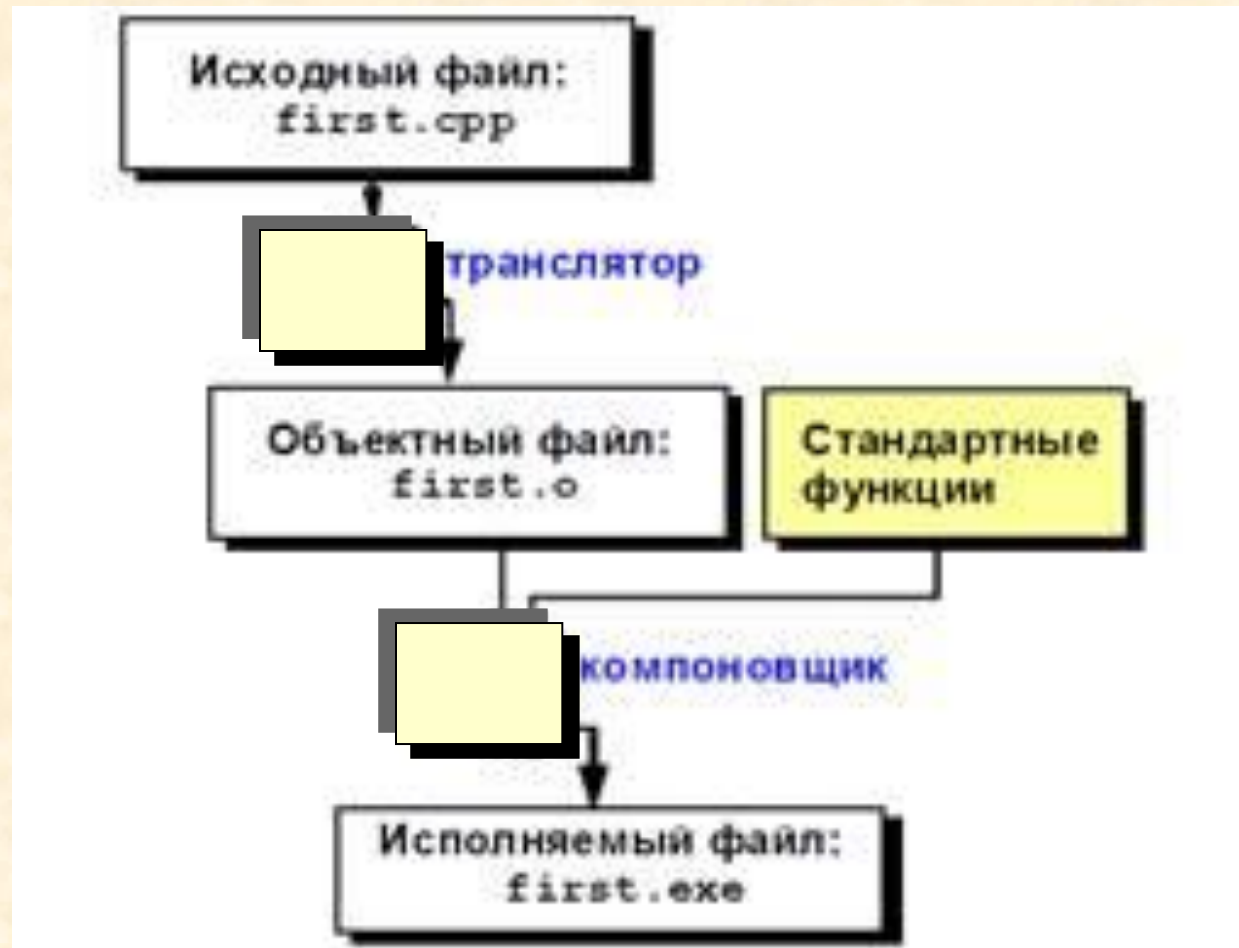 Исходный файл:
first.cpp
транслятор
Объектный файл:
first.o
Стандартные
функции
компоновщик
Исполняемый файл:
first.exe